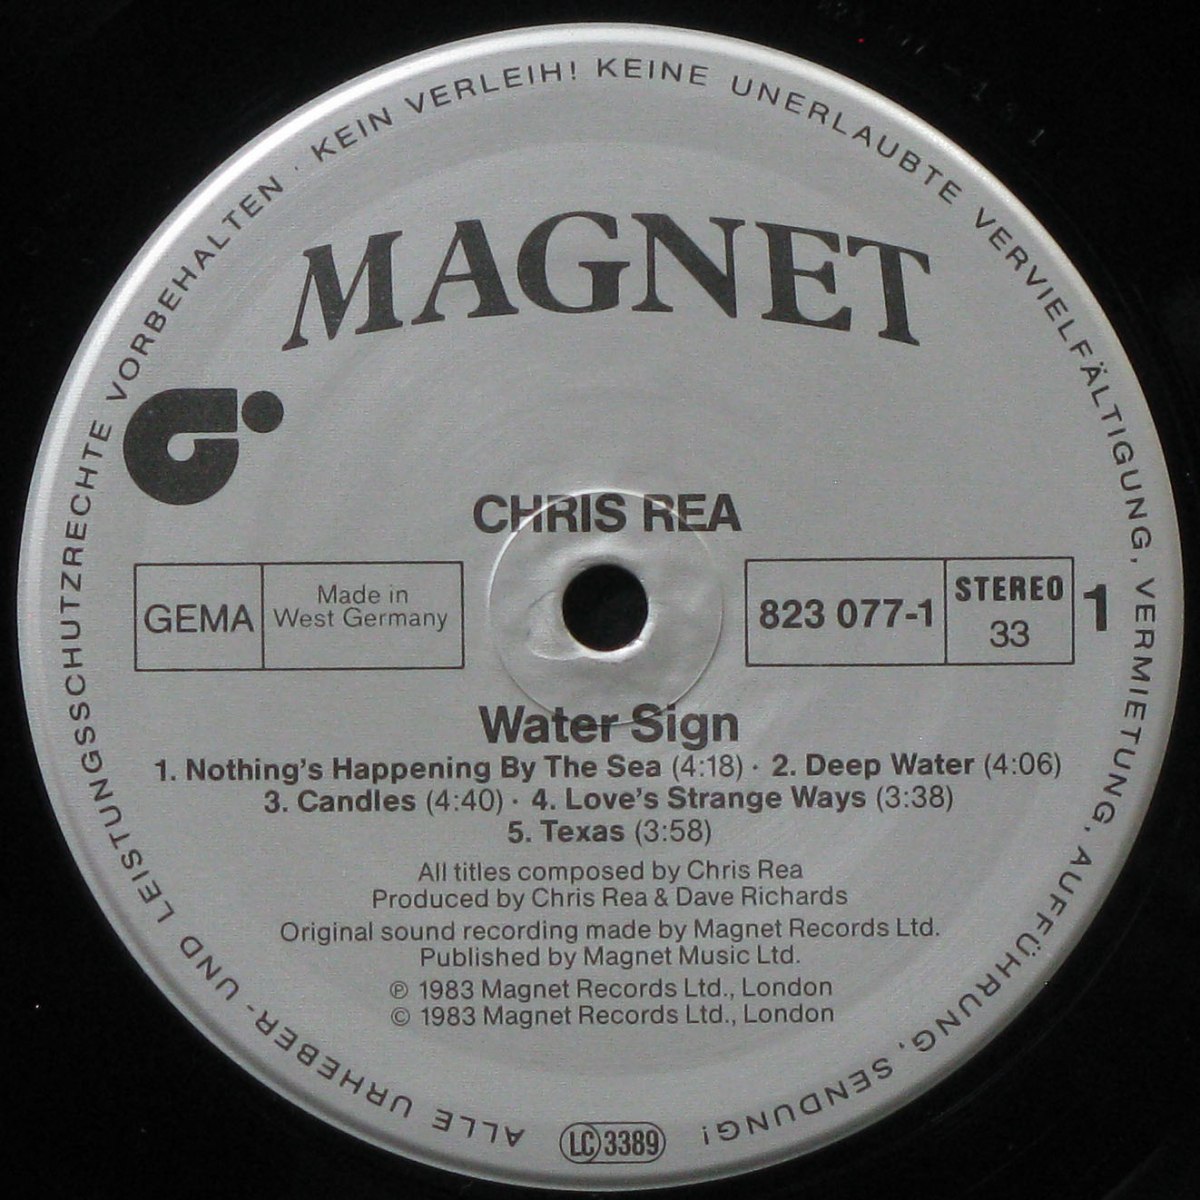 ALLE URHEBER- UND LEISTUNGSSCHUTZRECHTE VORBEHALTEN · KEIN VERLEIH! KEINE UNERLAUBTE VERVIELFÄLTIGUNG, VERMIETUNG, AUFFÜHRUNG, SENDUNG!
MAGNET
CHRIS REA
GEMA
Made in
West Germany
823 077-1
STEREO
33
1
Water Sign
1. Nothing's Happening By The Sea (4:18) · 2. Deep Water (4:06)
3. Candles (4:40) · 4. Love's Strange Ways (3:38)
5. Texas (3:58)
All titles composed by Chris Rea
Produced by Chris Rea & Dave Richards
Original sound recording made by Magnet Records Ltd.
Published by Magnet Music Ltd.
℗ 1983 Magnet Records Ltd., London
© 1983 Magnet Records Ltd., London
LC 3389